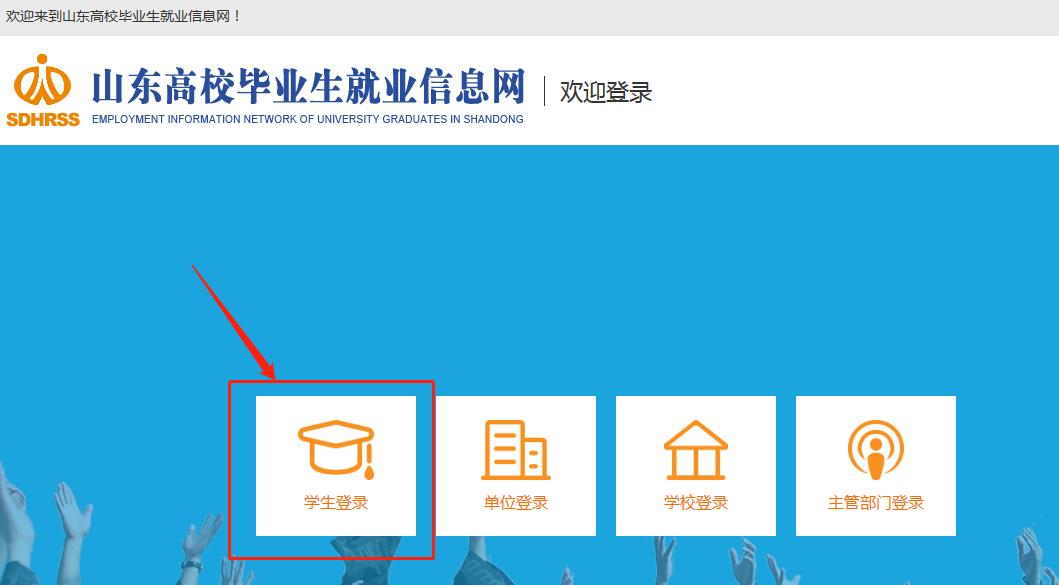 欢迎来到山东高校毕业生就业信息网！
山东高校毕业生就业信息网
欢迎登录
SDHRSS
EMPLOYMENT INFORMATION NETWORK OF UNIVERSITY GRADUATES IN SHANDONG
学生登录
单位登录
学校登录
主管部门登录